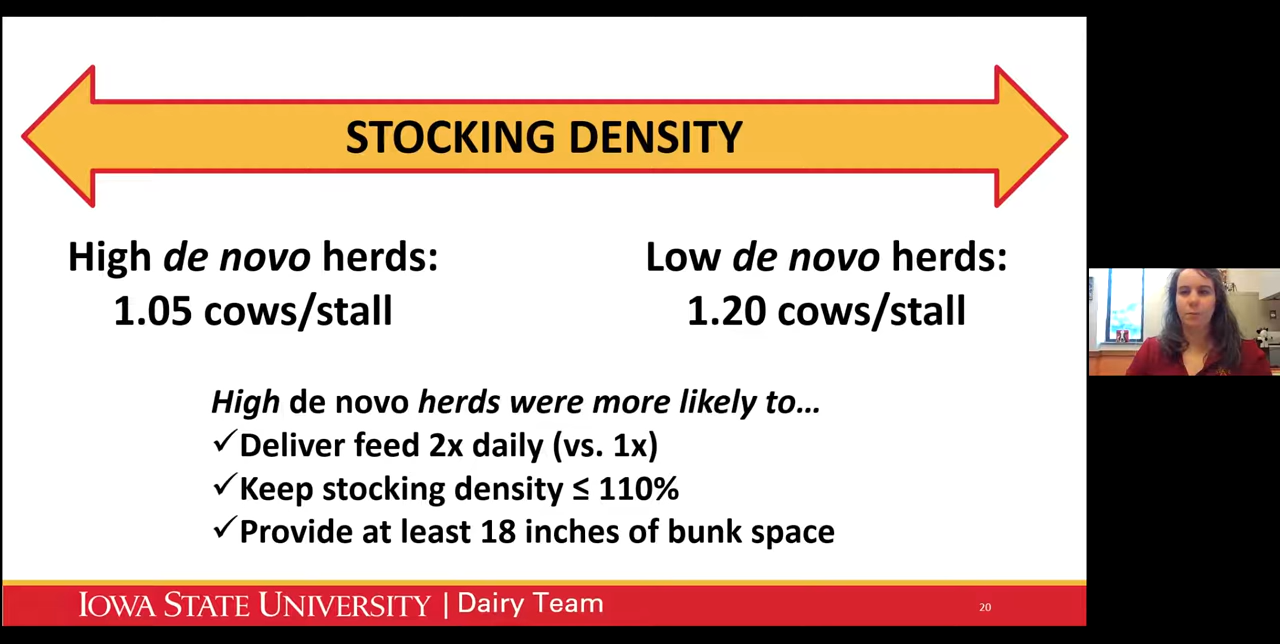 STOCKING DENSITY
High de novo herds:
1.05 cows/stall
Low de novo herds:
1.20 cows/stall
High de novo herds were more likely to…
✓Deliver feed 2x daily (vs. 1x)
✓Keep stocking density ≤ 110%
✓Provide at least 18 inches of bunk space
IOWA STATE UNIVERSITY | Dairy Team
20